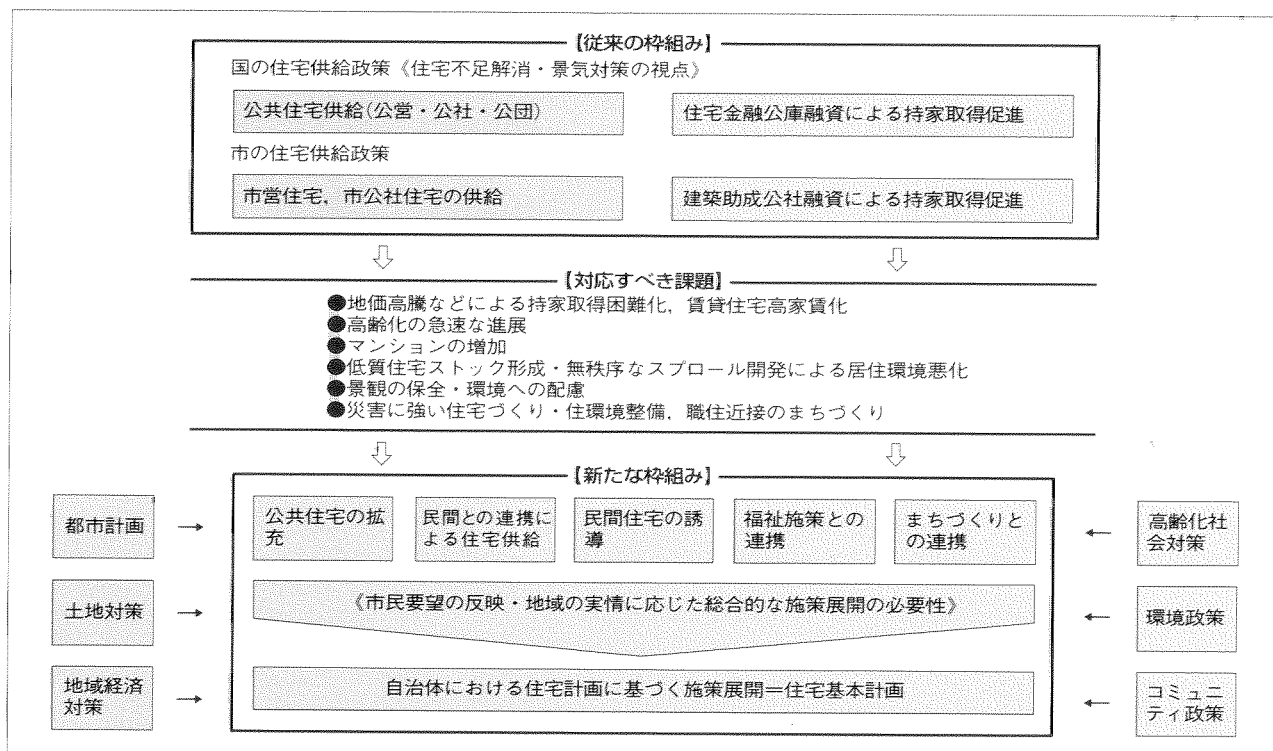 【従来の枠組み】
国の住宅供給政策《住宅不足解消・景気対策の視点》
公共住宅供給(公営・公社・公団)
住宅金融公庫融資による持家取得促進
市の住宅供給政策
市営住宅，市公社住宅の供給
建築助成公社融資による持家取得促進
【対応すべき課題】
●地価高騰などによる持家取得困難化，賃貸住宅高家賃化
●高齢化の急速な進展
●マンションの増加
●低質住宅ストック形成・無秩序なスプロール開発による居住環境悪化
●景観の保全・環境への配慮
●災害に強い住宅づくり・住環境整備，職住近接のまちづくり
【新たな枠組み】
都市計画
土地対策
地域経済
対策
公共住宅の拡
充
民間との連携に
よる住宅供給
民間住宅の誘
導
福祉施策との
連携
まちづくりと
の連携
《市民要望の反映・地域の実情に応じた総合的な施策展開の必要性》
自治体における住宅計画に基づく施策展開＝住宅基本計画
高齢化社
会対策
環境政策
コミュニ
ティ政策